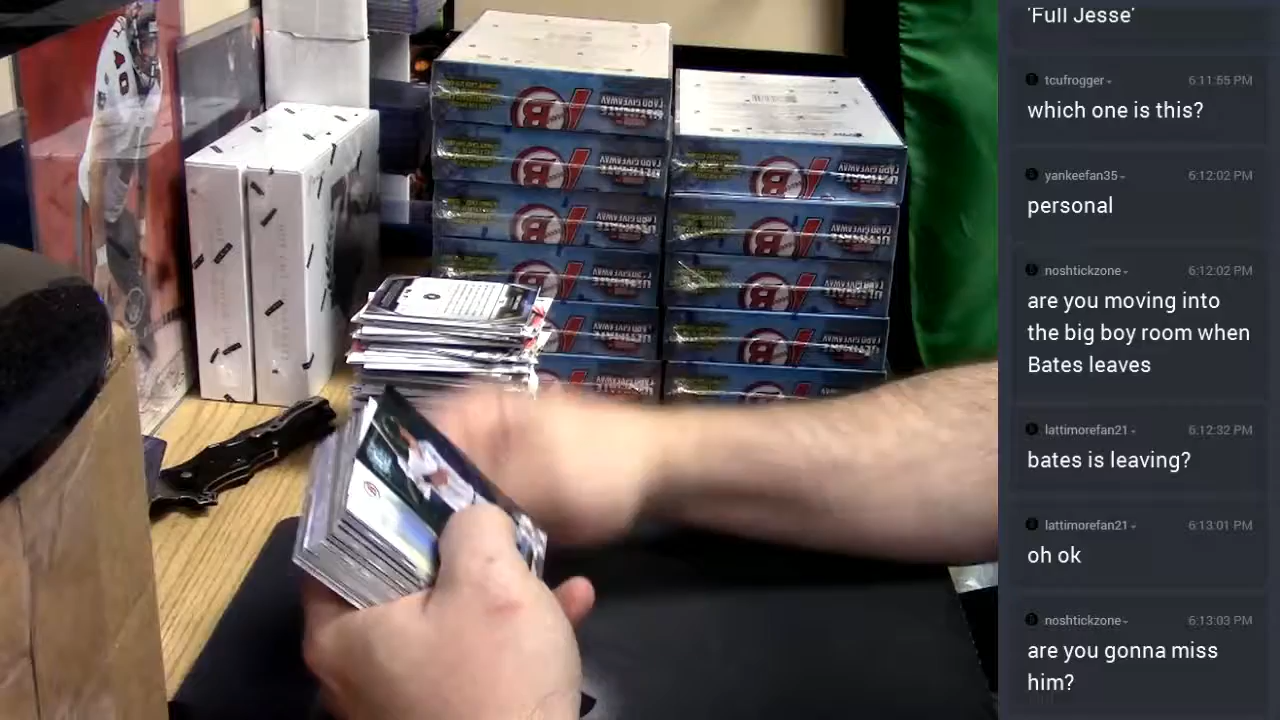 'Full Jesse'
tcufrogger
6:11:55 PM
which one is this?
yankeefan35
6:12:02 PM
personal
noshtickzone
6:12:02 PM
are you moving into
the big boy room when
Bates leaves
lattimorefan21
6:12:32 PM
bates is leaving?
lattimorefan21
6:13:01 PM
oh ok
noshtickzone
6:13:03 PM
are you gonna miss
him?
ULTIMATE
CARD GIVEAWAY
B